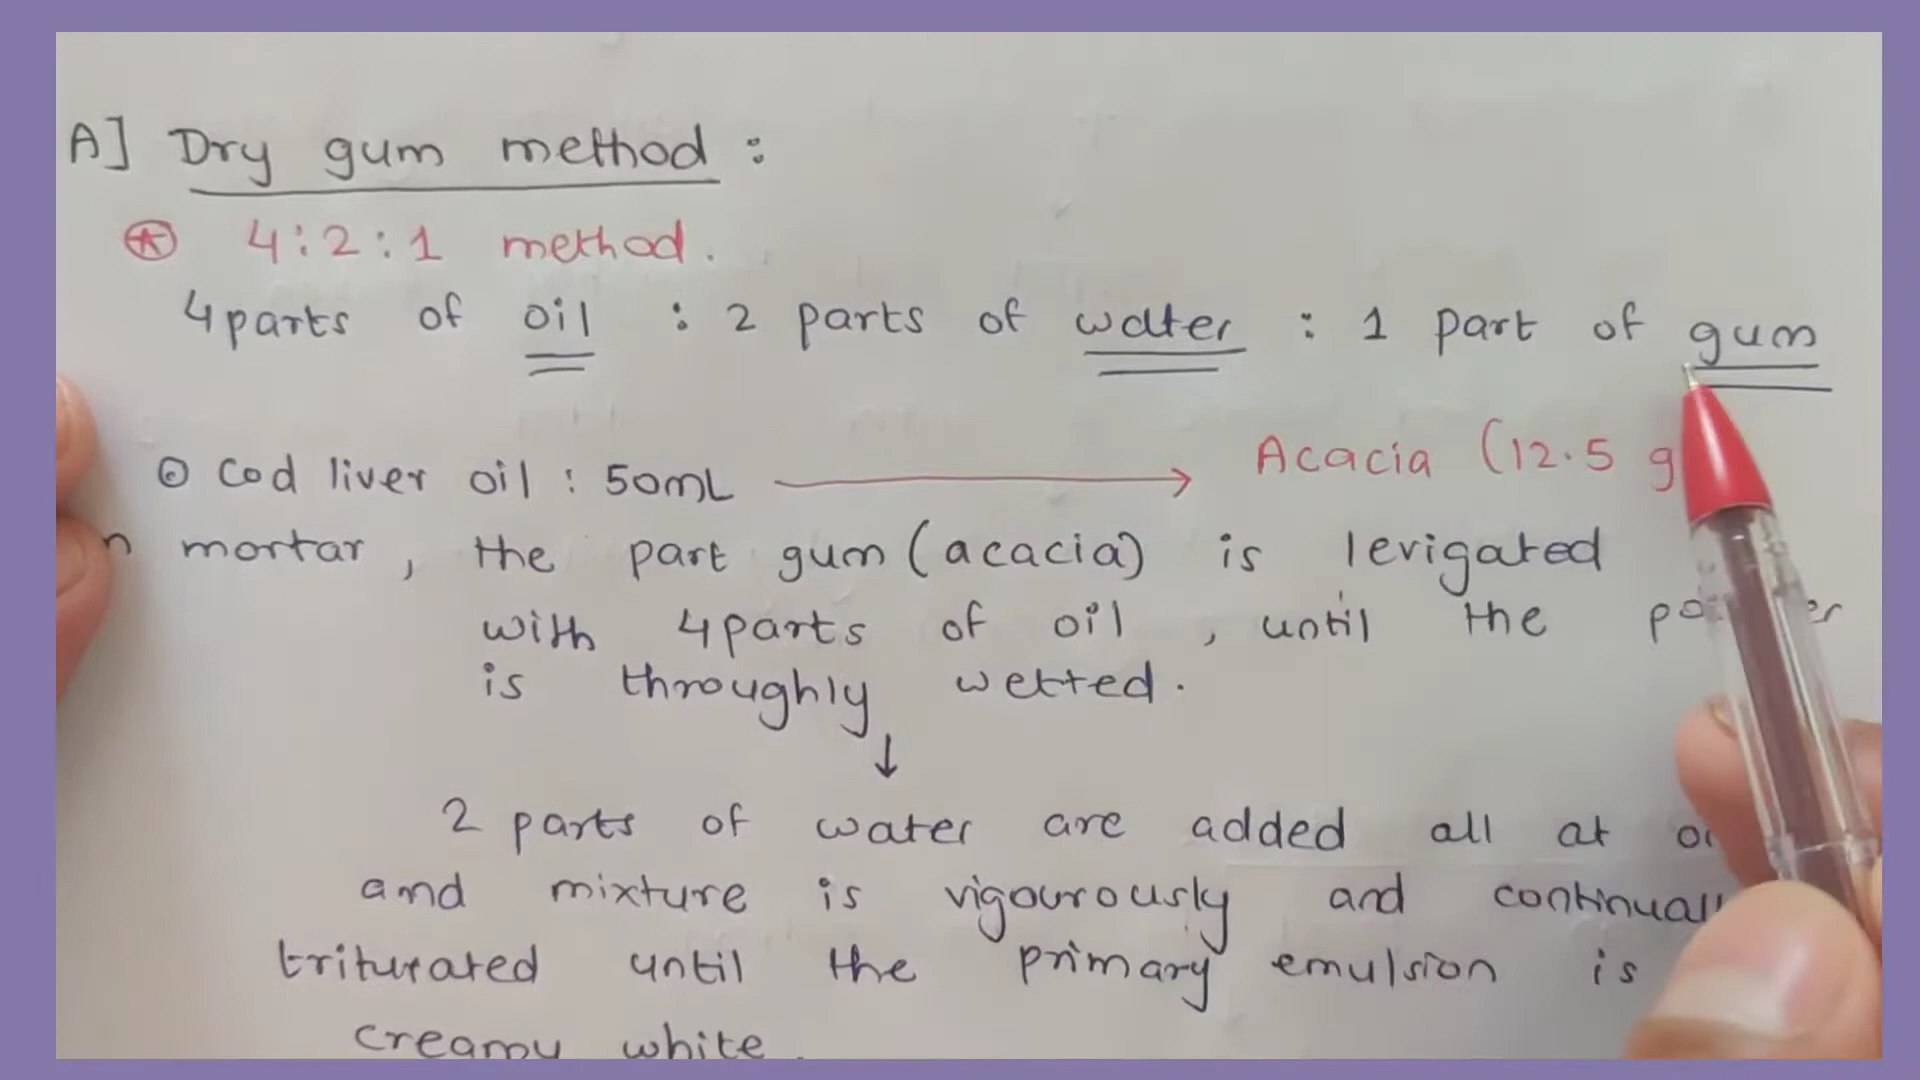 A] Dry gum method :
4:2:1 method.
4 parts of oil : 2 parts of water : 1 part of gum
Cod liver oil : 50mL → Acacia (12.5 g
n mortar, the part gum (acacia) is levigated
with 4 parts of oil, until the
is throughly wetted.
↓
2 parts of water are added all at
and mixture is vigourously and
triturated until the primary emulsion is
creamy white.